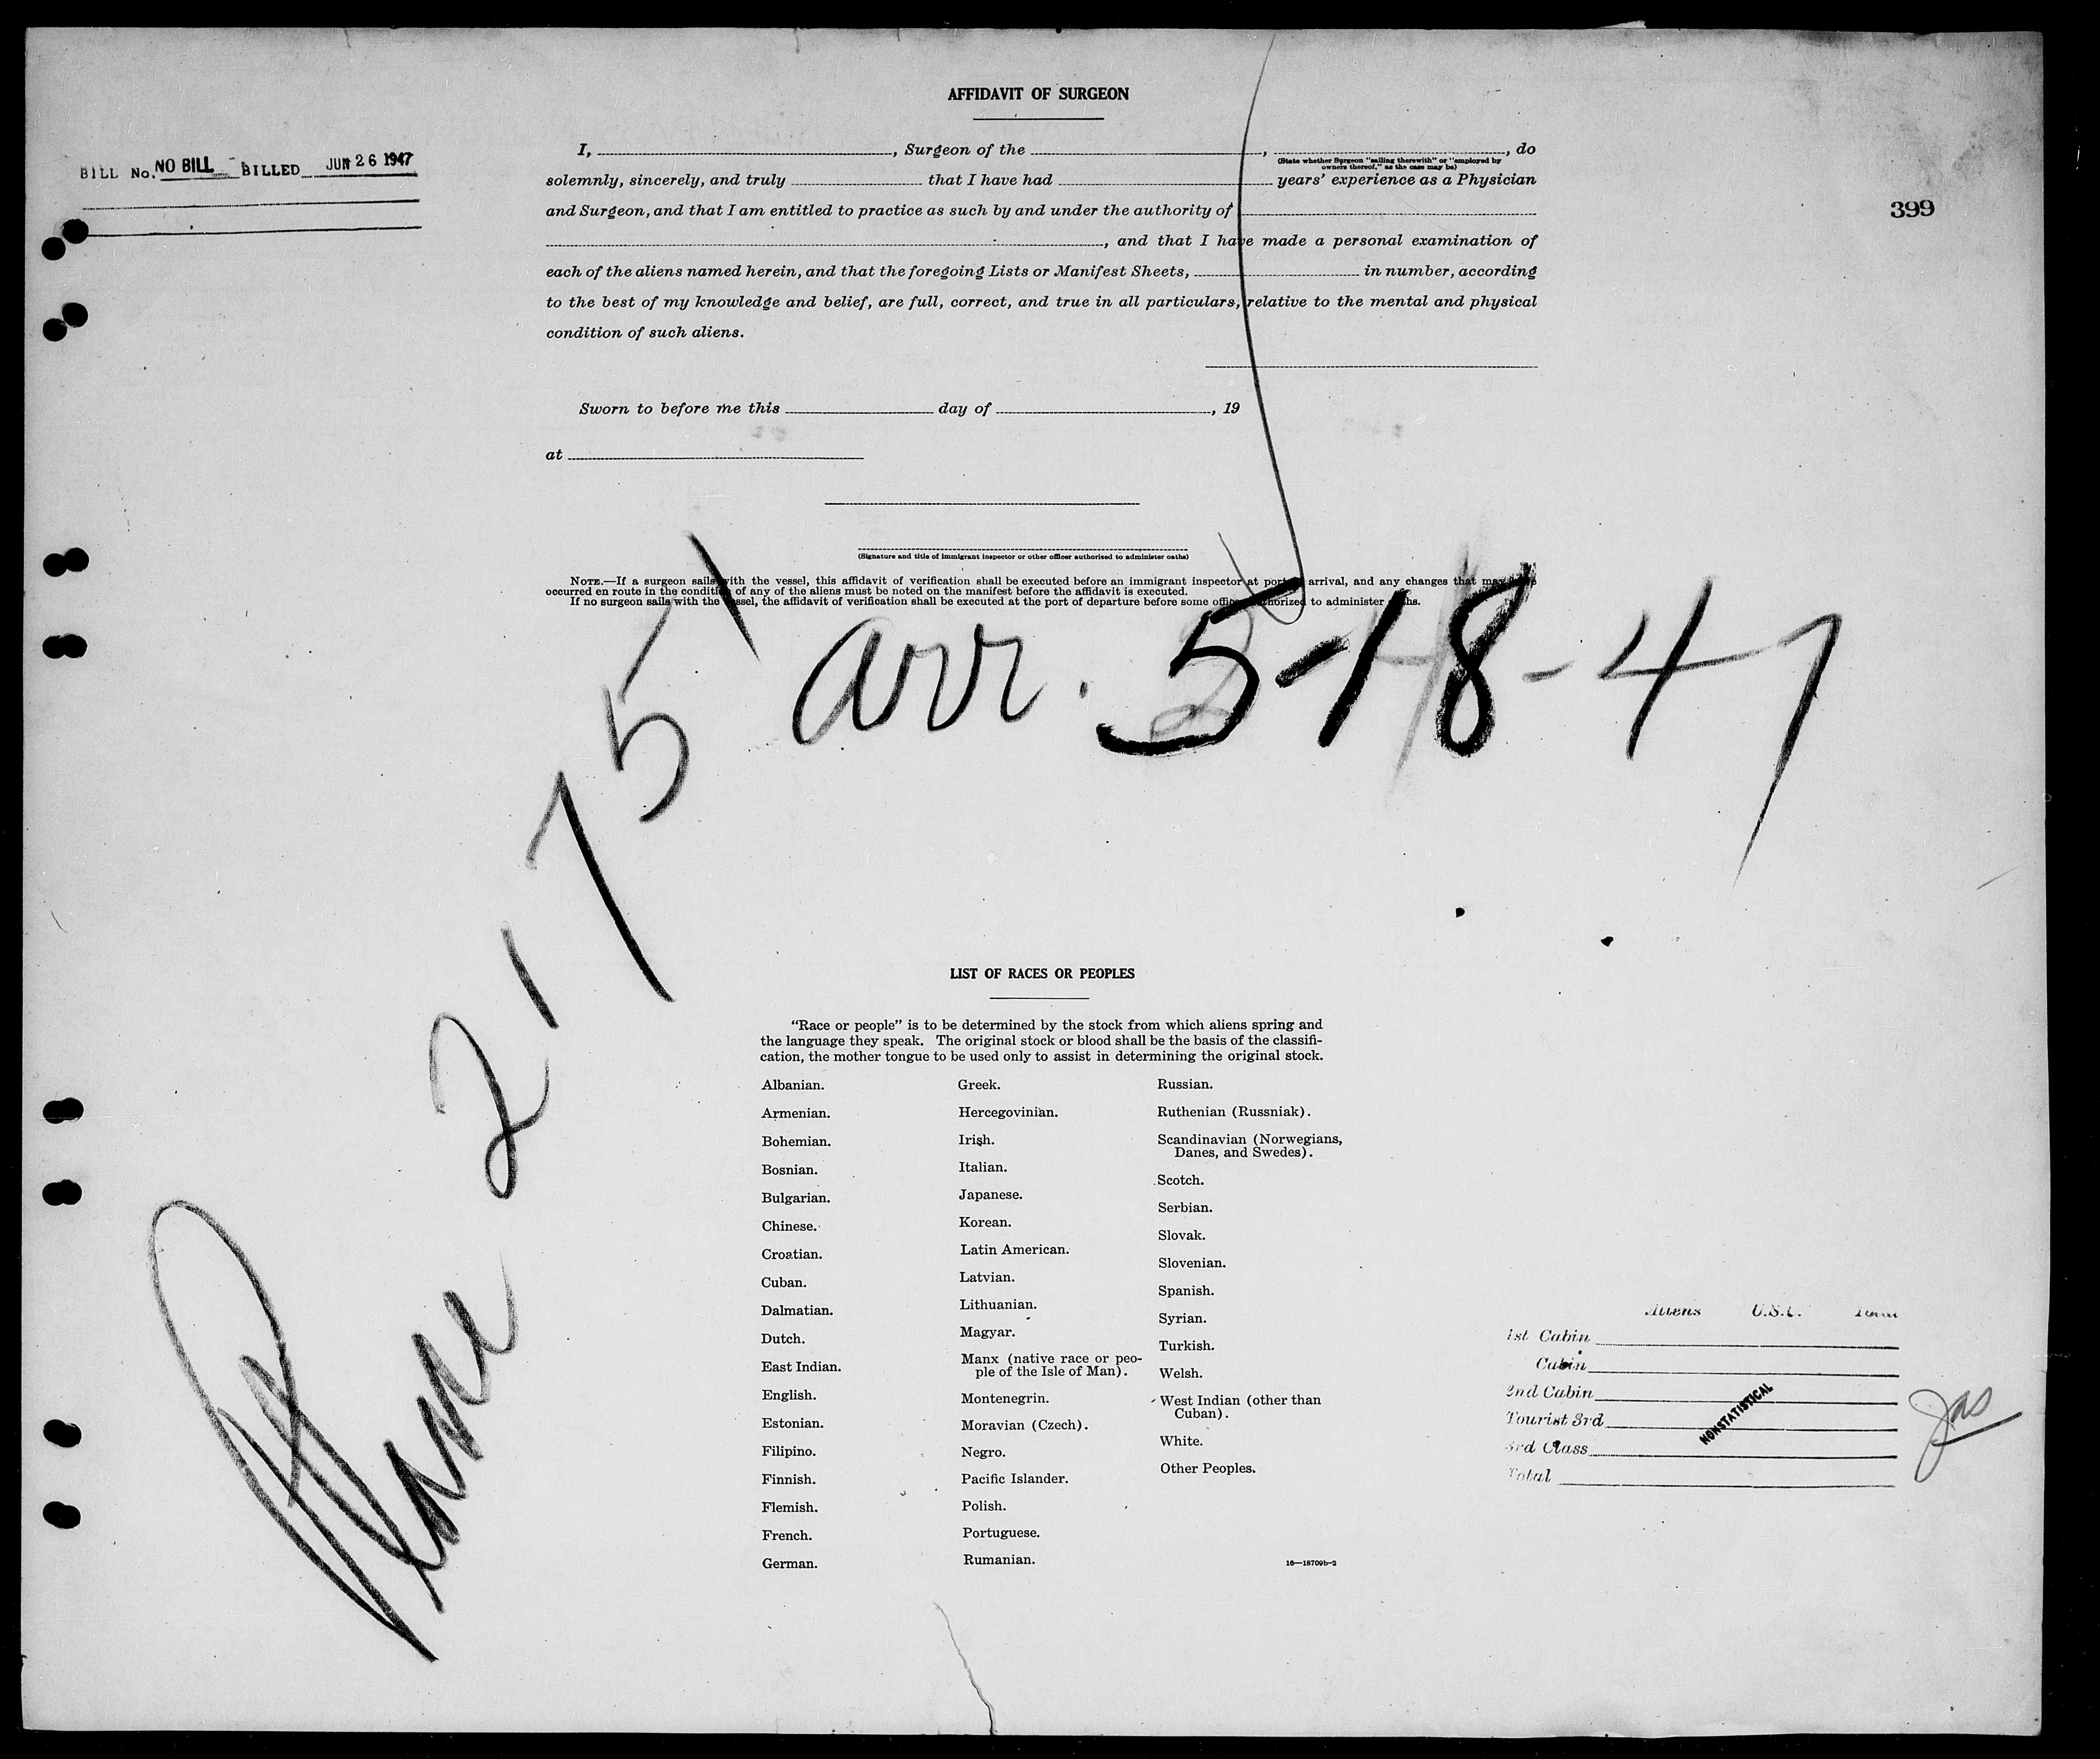 AFFIDAVIT OF SURGEON
BILL No. NO BILL BILLED JUN 26 1947
I, , Surgeon of the , , do
(State whether Surgeon "sailing therewith" or "employed by
owners thereof," as the case may be)
solemnly, sincerely, and truly that I have had years' experience as a Physician
and Surgeon, and that I am entitled to practice as such by and under the authority of
399
, and that I have made a personal examination of
each of the aliens named herein, and that the foregoing Lists or Manifest Sheets, in number, according
to the best of my knowledge and belief, are full, correct, and true in all particulars, relative to the mental and physical
condition of such aliens.
Sworn to before me this day of , 19
at
(Signature and title of immigrant inspector or other officer authorized to administer oaths)
NOTE.—If a surgeon sails with the vessel, this affidavit of verification shall be executed before an immigrant inspector at port arrival, and any changes that may
occurred en route in the condition of any of the aliens must be noted on the manifest before the affidavit is executed.
If no surgeon sails with the vessel, the affidavit of verification shall be executed at the port of departure before some officer authorized to administer oaths.
arr. 5-18-47
Plane 2175
LIST OF RACES OR PEOPLES
"Race or people" is to be determined by the stock from which aliens spring and
the language they speak. The original stock or blood shall be the basis of the classifi-
cation, the mother tongue to be used only to assist in determining the original stock.
Albanian.
Armenian.
Bohemian.
Bosnian.
Bulgarian.
Chinese.
Croatian.
Cuban.
Dalmatian.
Dutch.
East Indian.
English.
Estonian.
Filipino.
Finnish.
Flemish.
French.
German.
Greek.
Hercegovinian.
Irish.
Italian.
Japanese.
Korean.
Latin American.
Latvian.
Lithuanian.
Magyar.
Manx (native race or peo-
ple of the Isle of Man).
Montenegrin.
Moravian (Czech).
Negro.
Pacific Islander.
Polish.
Portuguese.
Rumanian.
Russian.
Ruthenian (Russniak).
Scandinavian (Norwegians,
Danes, and Swedes).
Scotch.
Serbian.
Slovak.
Slovenian.
Spanish.
Syrian.
Turkish.
Welsh.
West Indian (other than
Cuban).
White.
Other Peoples.
16—18709b-2
Aliens U.S.C. Total
1st Cabin
Cabin
2nd Cabin
Tourist 3rd
3rd Class
Total
NONSTATISTICAL